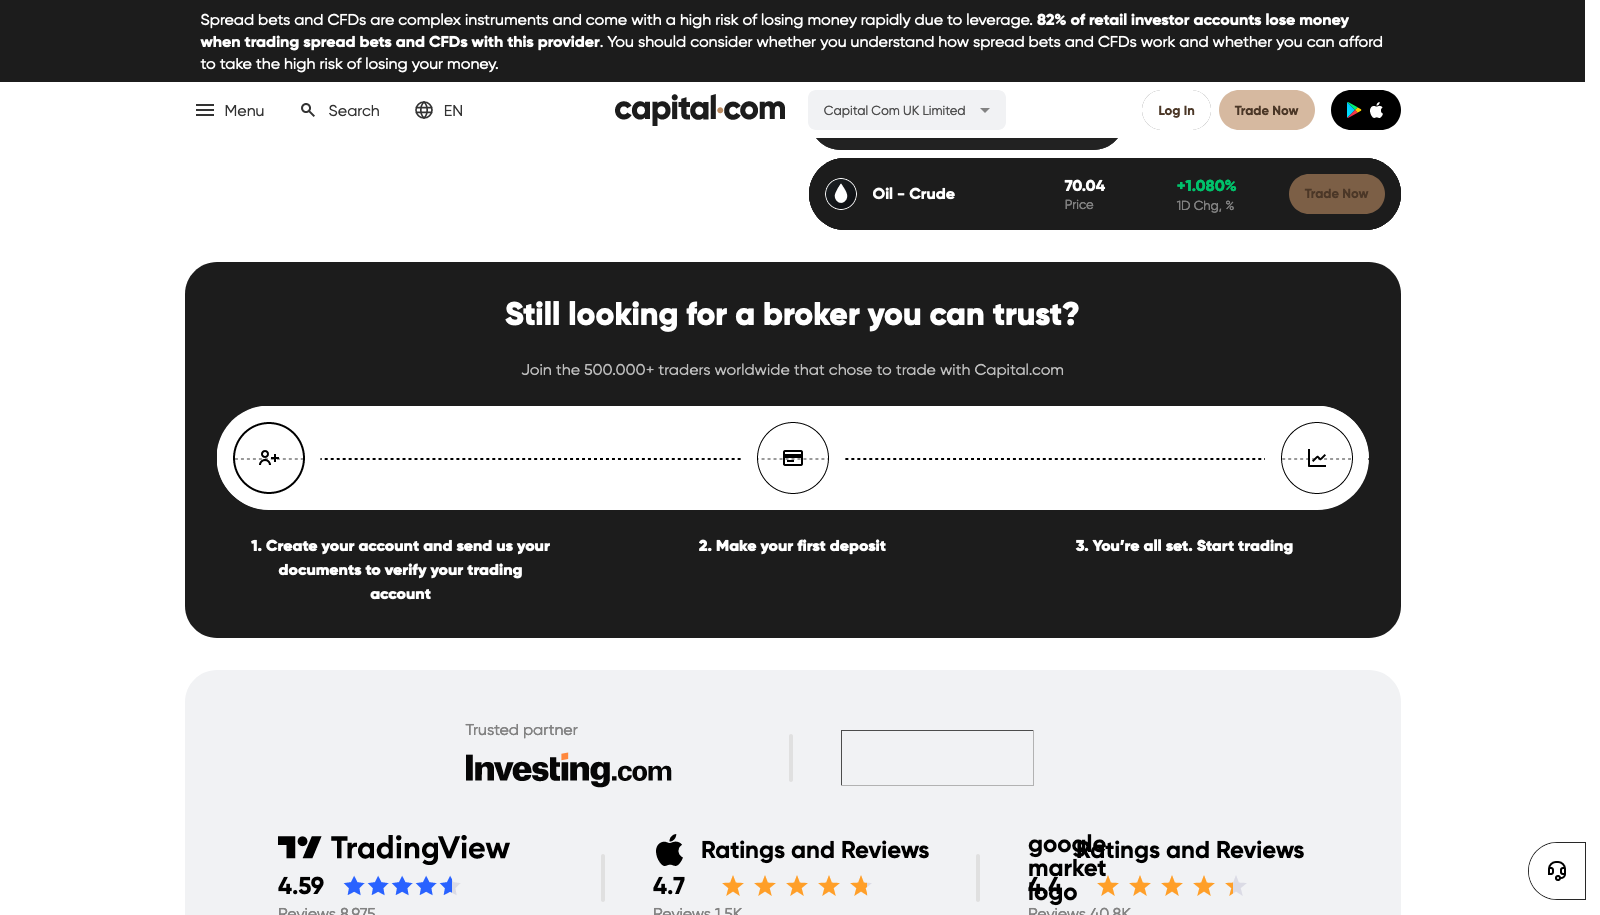 Spread bets and CFDs are complex instruments and come with a high risk of losing money rapidly due to leverage. 82% of retail investor accounts lose money
when trading spread bets and CFDs with this provider. You should consider whether you understand how spread bets and CFDs work and whether you can afford
to take the high risk of losing your money.
Menu Search EN capital.com Capital Com UK Limited Log In Trade Now
Oil - Crude 70.04 +1.080% Trade Now
Price 1D Chg, %
Still looking for a broker you can trust?
Join the 500.000+ traders worldwide that chose to trade with Capital.com
1. Create your account and send us your
documents to verify your trading
account
2. Make your first deposit
3. You’re all set. Start trading
Trusted partner
Investing.com
TradingView
4.59
Reviews 8,975
Ratings and Reviews
4.7
Reviews 1.5K
google
market
logo
Ratings and Reviews
4.4
Reviews 40.8K